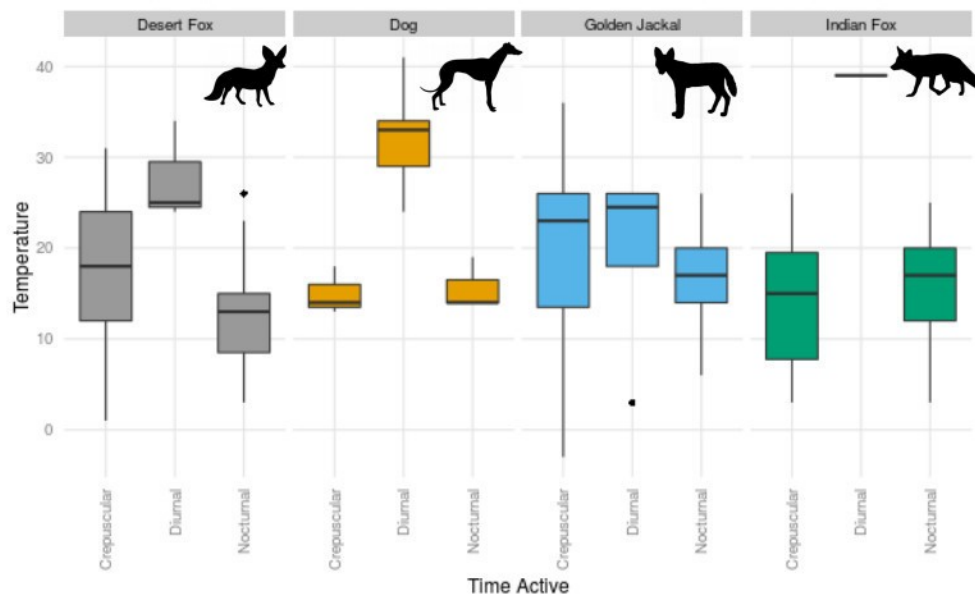 Desert Fox Dog Golden Jackal Indian Fox
40
30
20
10
0
Temperature
Crepuscular Diurnal Nocturnal Crepuscular Diurnal Nocturnal Crepuscular Diurnal Nocturnal Crepuscular Diurnal Nocturnal
Time Active